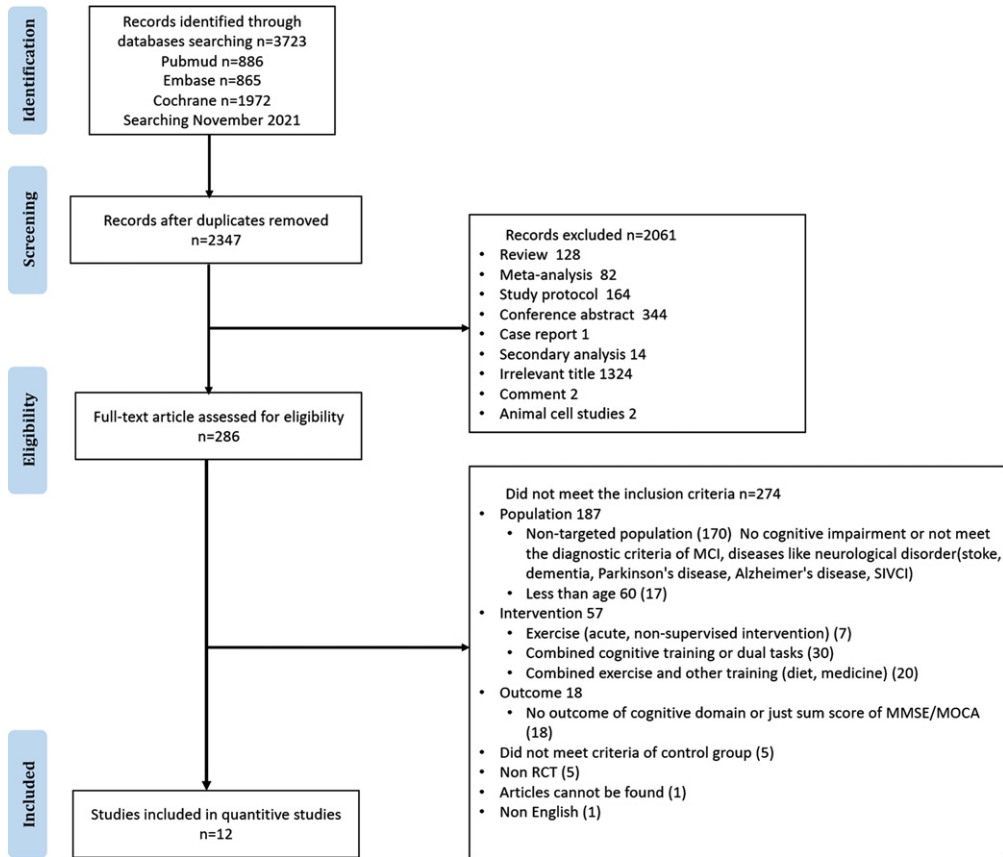 Identification
Records identified through
databases searching n=3723
Pubmud n=886
Embase n=865
Cochrane n=1972
Searching November 2021
Screening
Records after duplicates removed
n=2347
Records excluded n=2061
• Review 128
• Meta-analysis 82
• Study protocol 164
• Conference abstract 344
• Case report 1
• Secondary analysis 14
• Irrelevant title 1324
• Comment 2
• Animal cell studies 2
Eligibility
Full-text article assessed for eligibility
n=286
Did not meet the inclusion criteria n=274
• Population 187
• Non-targeted population (170) No cognitive impairment or not meet
the diagnostic criteria of MCI, diseases like neurological disorder(stoke,
dementia, Parkinson's disease, Alzheimer's disease, SIVCI)
• Less than age 60 (17)
• Intervention 57
• Exercise (acute, non-supervised intervention) (7)
• Combined cognitive training or dual tasks (30)
• Combined exercise and other training (diet, medicine) (20)
• Outcome 18
• No outcome of cognitive domain or just sum score of MMSE/MOCA
(18)
• Did not meet criteria of control group (5)
• Non RCT (5)
• Articles cannot be found (1)
• Non English (1)
Included
Studies included in quantitive studies
n=12